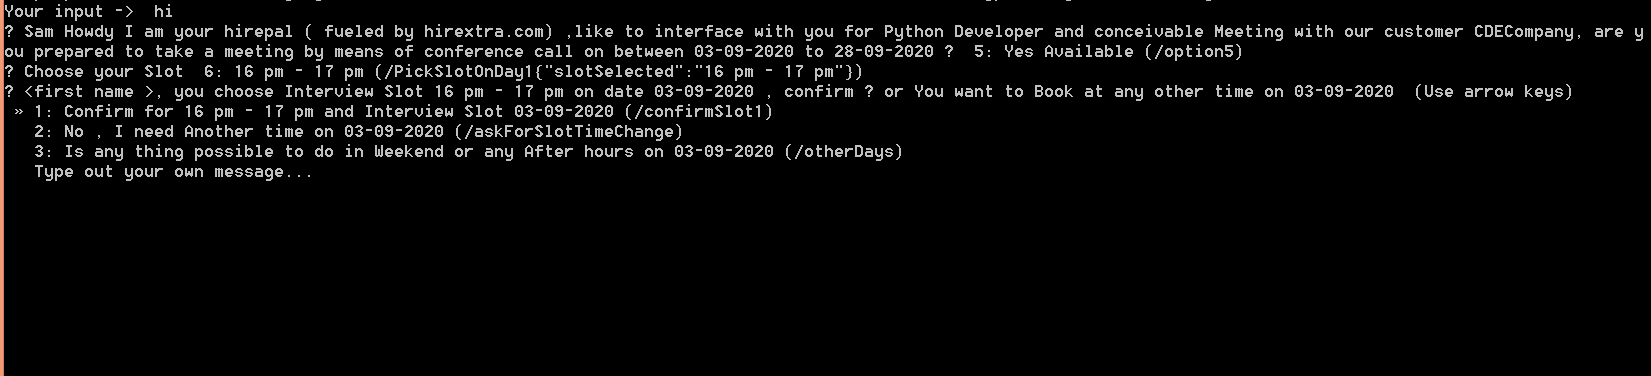 Your input ->  hi
? Sam Howdy I am your hirepal ( fueled by hirextra.com) ,like to interface with you for Python Developer and conceivable Meeting with our customer CDECompany, are y
ou prepared to take a meeting by means of conference call on between 03-09-2020 to 28-09-2020 ?  5: Yes Available (/option5)
? Choose your Slot  6: 16 pm - 17 pm (/PickSlotOnDay1{"slotSelected":"16 pm - 17 pm"})
? <first name >, you choose Interview Slot 16 pm - 17 pm on date 03-09-2020 , confirm ? or You want to Book at any other time on 03-09-2020  (Use arrow keys)
» 1: Confirm for 16 pm - 17 pm and Interview Slot 03-09-2020 (/confirmSlot1)
2: No , I need Another time on 03-09-2020 (/askForSlotTimeChange)
3: Is any thing possible to do in Weekend or any After hours on 03-09-2020 (/otherDays)
Type out your own message...